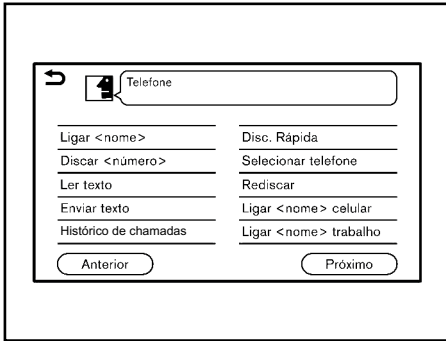 Telefone
Ligar <nome>
Discar <número>
Ler texto
Enviar texto
Histórico de chamadas
Disc. Rápida
Selecionar telefone
Rediscar
Ligar <nome> celular
Ligar <nome> trabalho
Anterior
Próximo